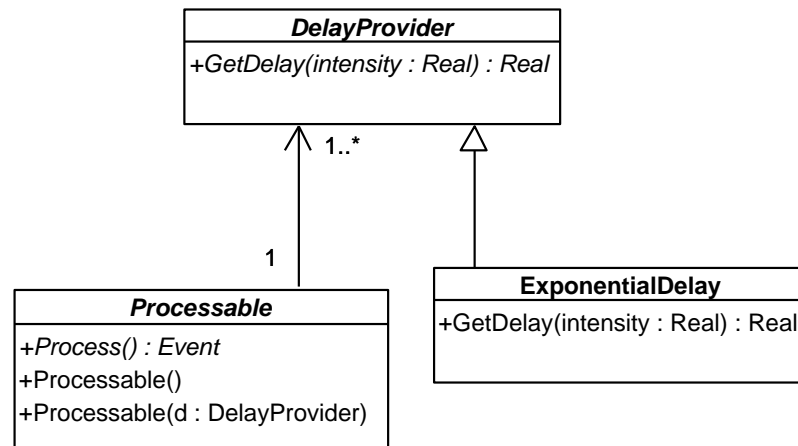 DelayProvider
+GetDelay(intensity : Real) : Real
1..*
1
Processable
+Process() : Event
+Processable()
+Processable(d : DelayProvider)
ExponentialDelay
+GetDelay(intensity : Real) : Real